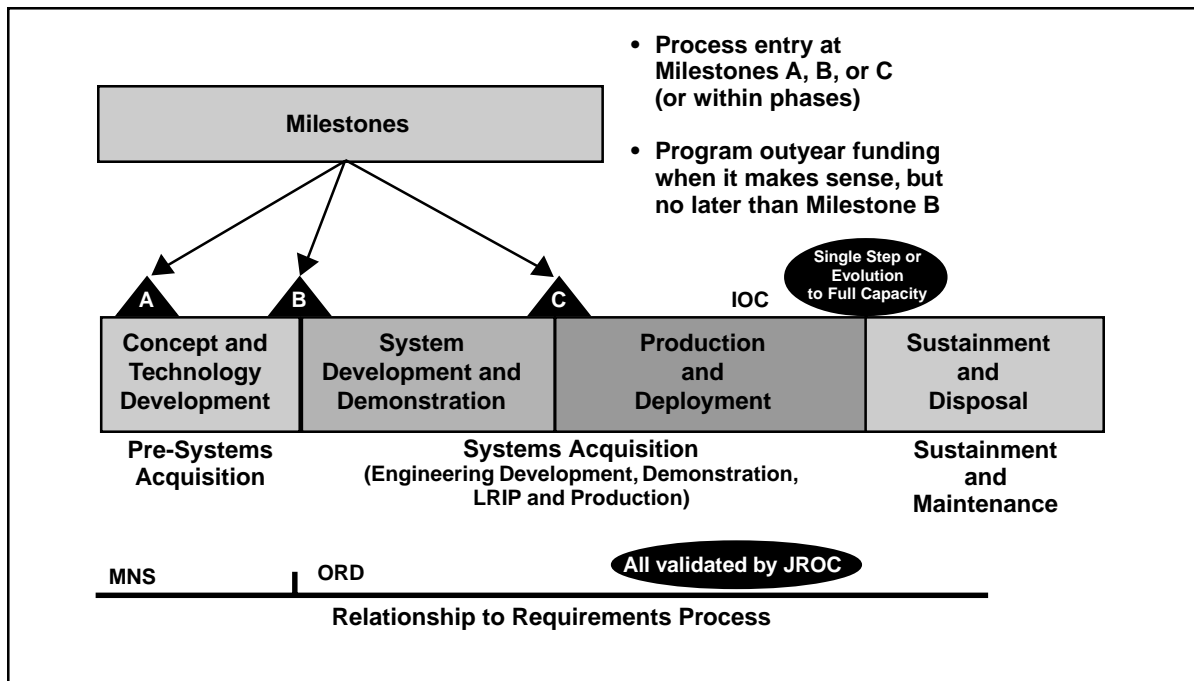 • Process entry at
Milestones A, B, or C
(or within phases)
• Program outyear funding
when it makes sense, but
no later than Milestone B
Milestones
A
B
C
IOC
Single Step or
Evolution
to Full Capacity
Concept and
Technology
Development
System
Development and
Demonstration
Production
and
Deployment
Sustainment
and
Disposal
Pre-Systems
Acquisition
Systems Acquisition
(Engineering Development, Demonstration,
LRIP and Production)
Sustainment
and
Maintenance
MNS
ORD
All validated by JROC
Relationship to Requirements Process